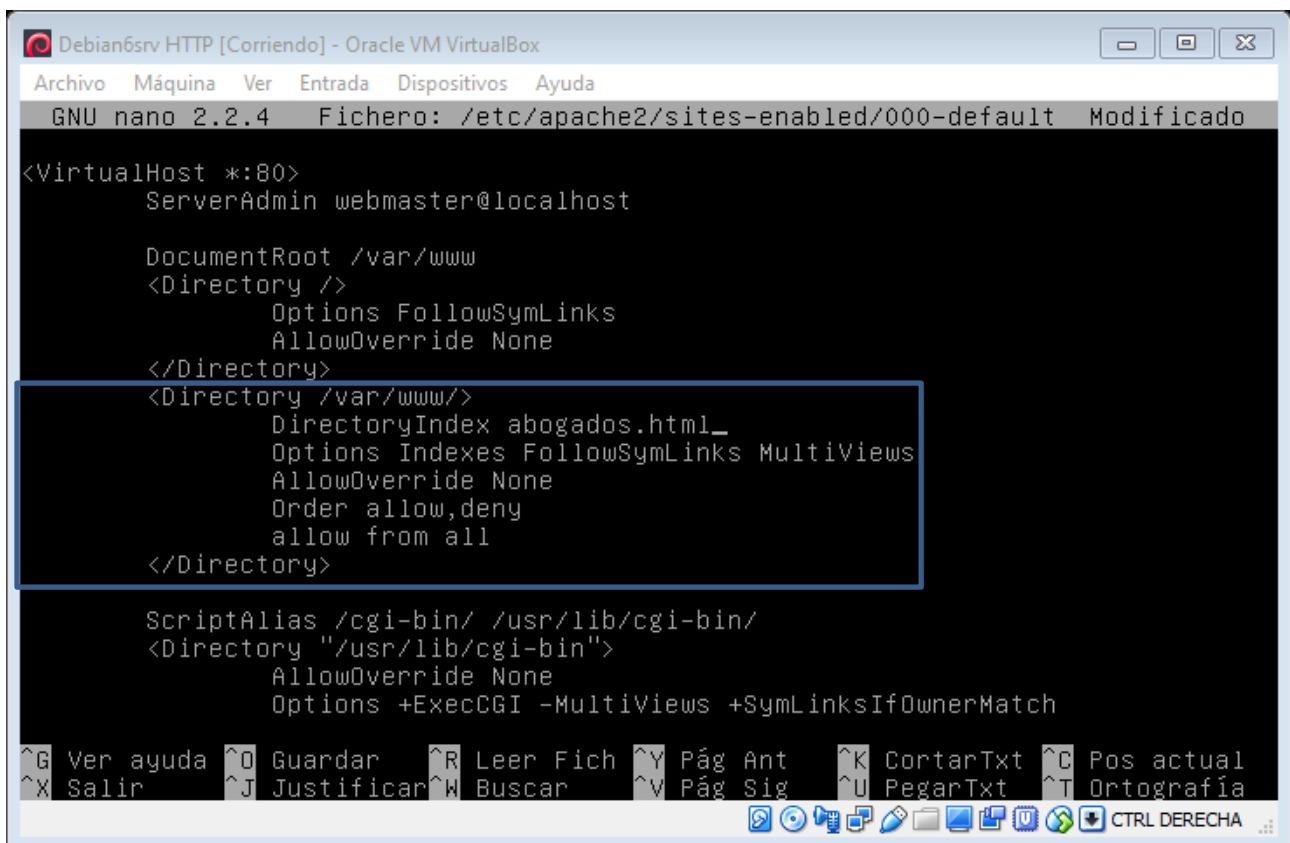 Debian6srv HTTP [Corriendo] - Oracle VM VirtualBox
Archivo Máquina Ver Entrada Dispositivos Ayuda
GNU nano 2.2.4 Fichero: /etc/apache2/sites-enabled/000-default Modificado
<VirtualHost *:80>
ServerAdmin webmaster@localhost
DocumentRoot /var/www
<Directory />
Options FollowSymLinks
AllowOverride None
</Directory>
<Directory /var/www/>
DirectoryIndex abogados.html_
Options Indexes FollowSymLinks MultiViews
AllowOverride None
Order allow,deny
allow from all
</Directory>
ScriptAlias /cgi-bin/ /usr/lib/cgi-bin/
<Directory "/usr/lib/cgi-bin">
AllowOverride None
Options +ExecCGI -MultiViews +SymLinksIfOwnerMatch
^G Ver ayuda ^O Guardar ^R Leer Fich ^Y Pág Ant ^K CortarTxt ^C Pos actual
^X Salir ^J Justificar ^W Buscar ^V Pág Sig ^U PegarTxt ^T Ortografía
CTRL DERECHA